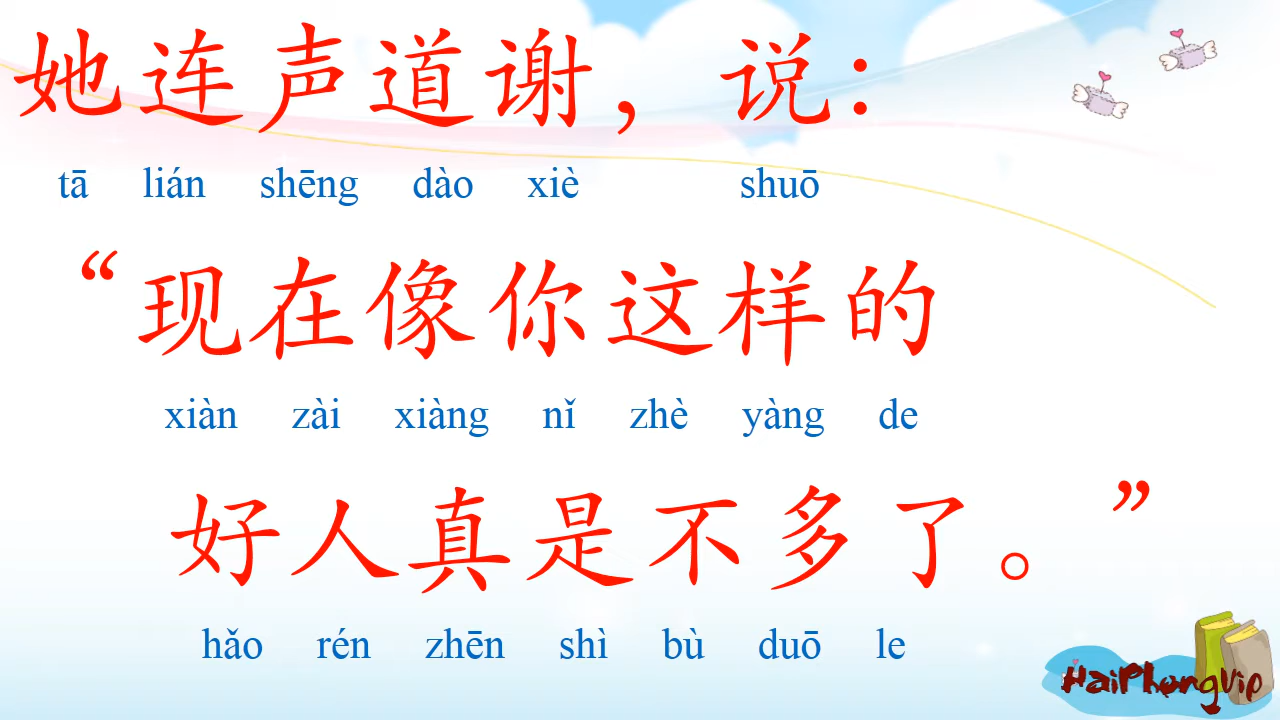 她连声道谢，说：
tā lián shēng dào xiè shuō
“现在像你这样的
xiàn zài xiàng nǐ zhè yàng de
好人真是不多了。”
hǎo rén zhēn shì bù duō le
HaiPhongVip